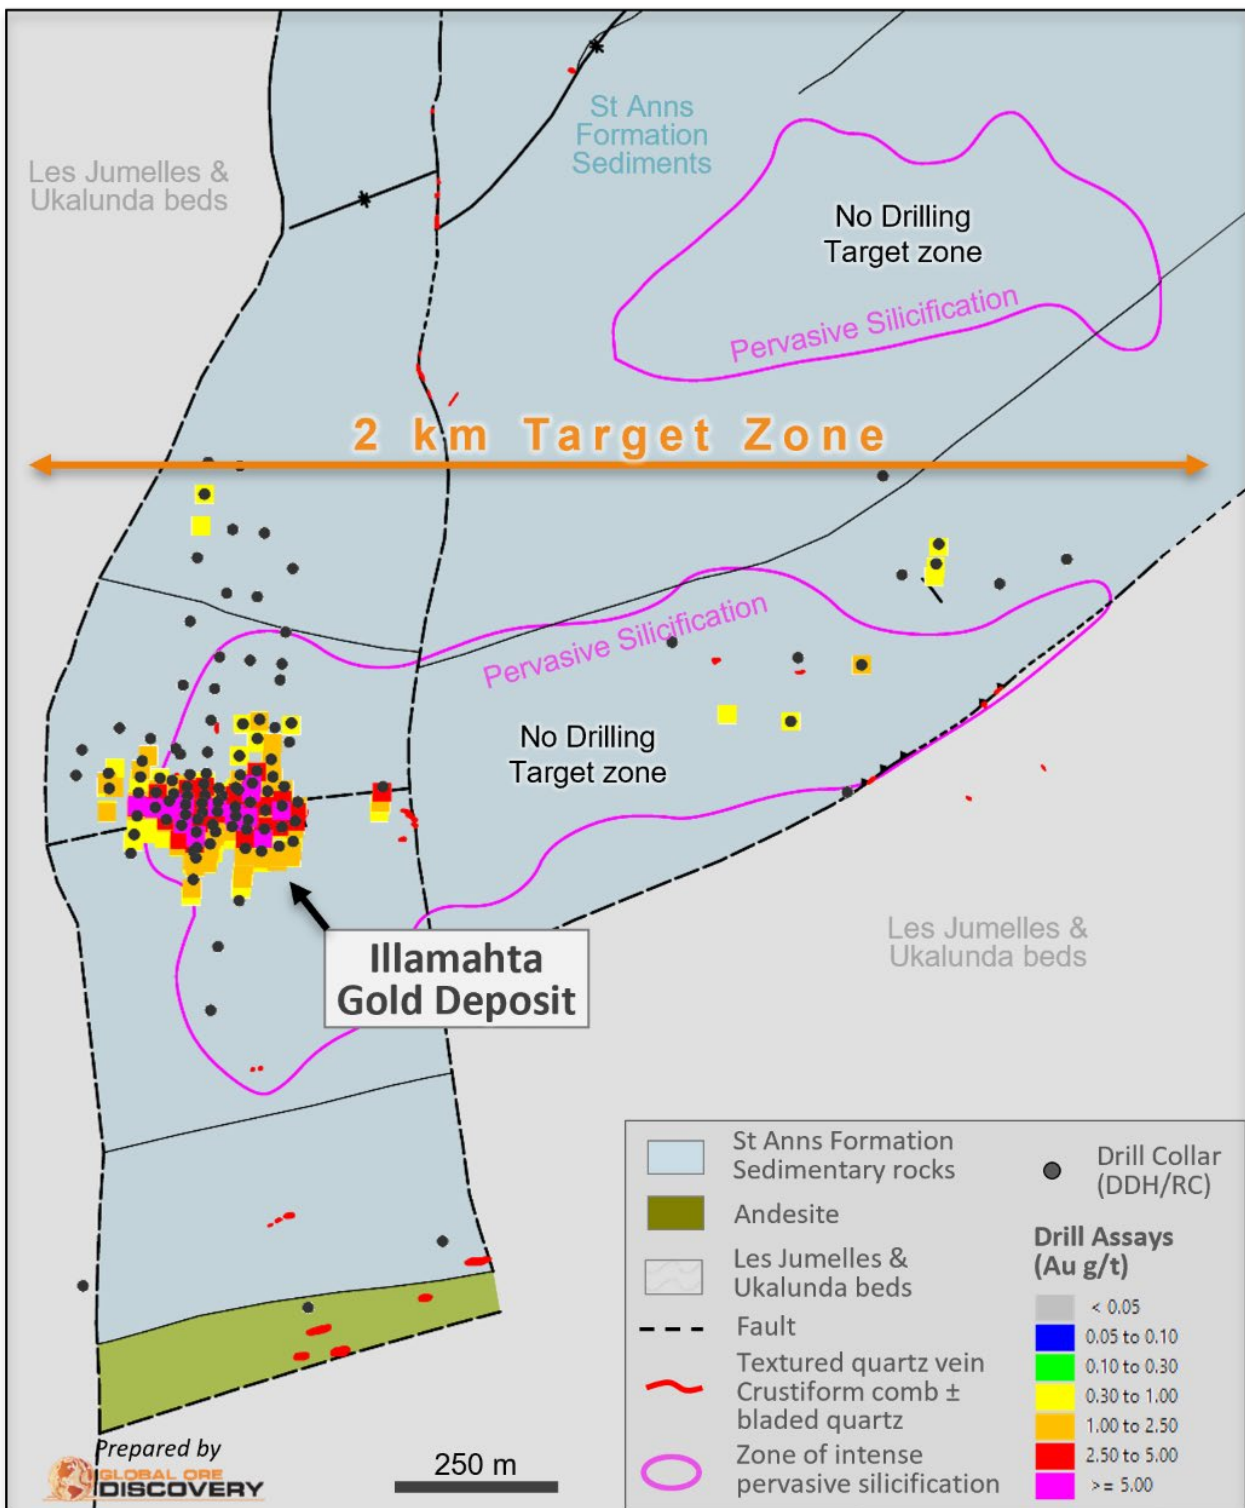 St Anns
Formation
Sediments
Les Jumelles &
Ukalunda beds
No Drilling
Target zone
Pervasive Silicification
2 km Target Zone
Pervasive Silicification
No Drilling
Target zone
Les Jumelles &
Ukalunda beds
Illamahta
Gold Deposit
St Anns Formation
Sedimentary rocks
Andesite
Les Jumelles &
Ukalunda beds
Fault
Textured quartz vein
Crustiform comb ±
bladed quartz
Zone of intense
pervasive silicification
Drill Collar
(DDH/RC)
Drill Assays
(Au g/t)
< 0.05
0.05 to 0.10
0.10 to 0.30
0.30 to 1.00
1.00 to 2.50
2.50 to 5.00
>= 5.00
Prepared by
GLOBAL ORE
DISCOVERY
250 m